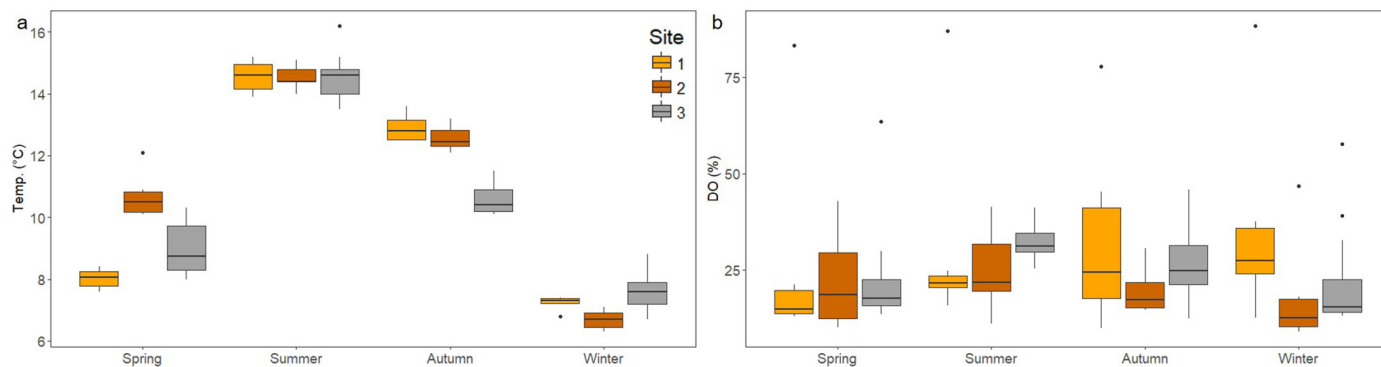 a
Temp. (°C)
16
14
12
10
8
6
Site
1
2
3
Spring Summer Autumn Winter
b
DO (%)
75
50
25
Spring Summer Autumn Winter